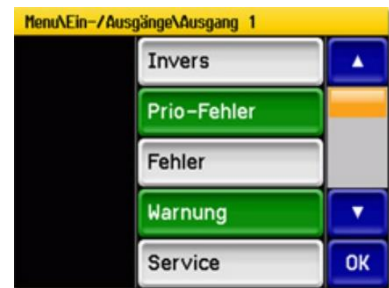 Menu\Ein-/Ausgänge\Ausgang 1
Invers
Prio-Fehler
Fehler
Warnung
Service
OK